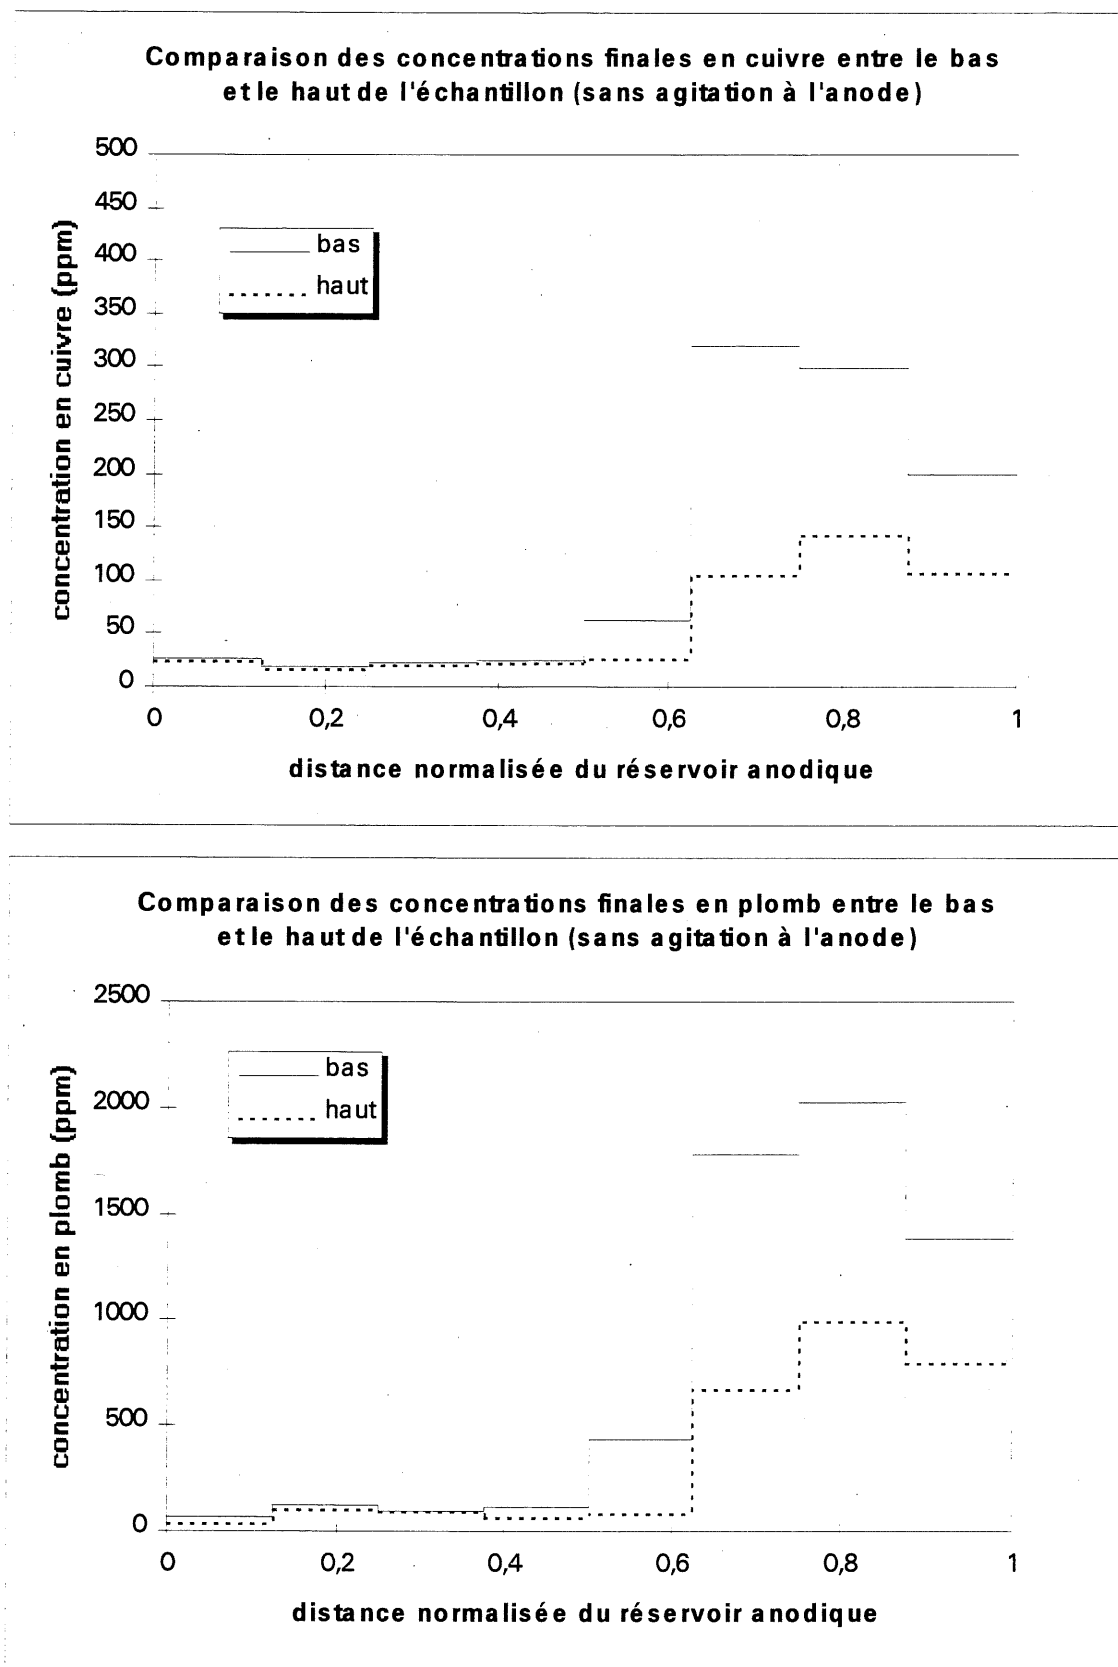 Comparaison des concentrations finales en cuivre entre le bas
et le haut de l'échantillon (sans agitation à l'anode)
500
450
400
350
300
250
200
150
100
50
0
concentration en cuivre (ppm)
bas
haut
0 0,2 0,4 0,6 0,8 1
distance normalisée du réservoir anodique
Comparaison des concentrations finales en plomb entre le bas
et le haut de l'échantillon (sans agitation à l'anode)
2500
2000
1500
1000
500
0
concentration en plomb (ppm)
bas
haut
0 0,2 0,4 0,6 0,8 1
distance normalisée du réservoir anodique